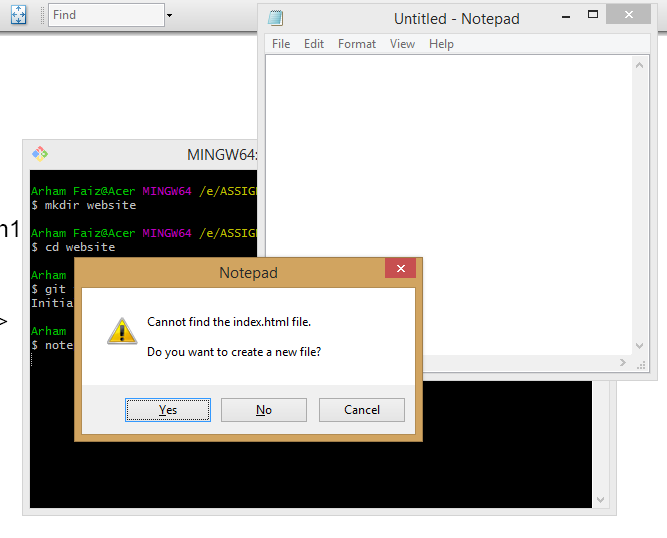 Find
Untitled - Notepad
File Edit Format View Help
MINGW64:
Arham Faiz@Acer MINGW64 /e/ASSIG
$ mkdir website
Arham Faiz@Acer MINGW64 /e/ASSIG
$ cd website
Arham
$ git
Initia
Arham
$ note
n1
>
Notepad
Cannot find the index.html file.
Do you want to create a new file?
Yes No Cancel